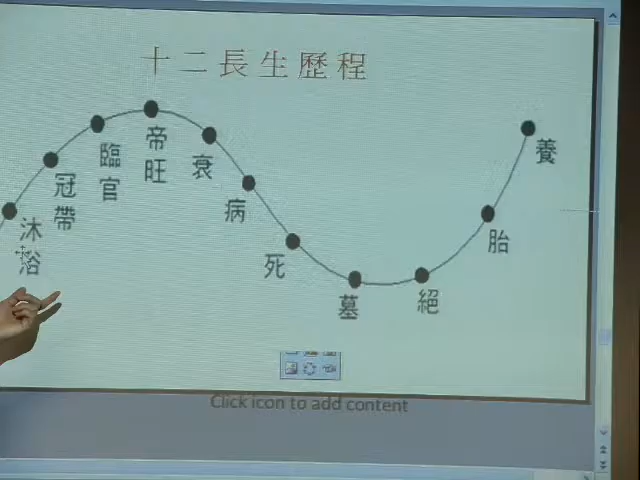 十二長生歷程
沐浴
冠帶
臨官
帝旺
衰
病
死
墓
絕
胎
養
Click icon to add content